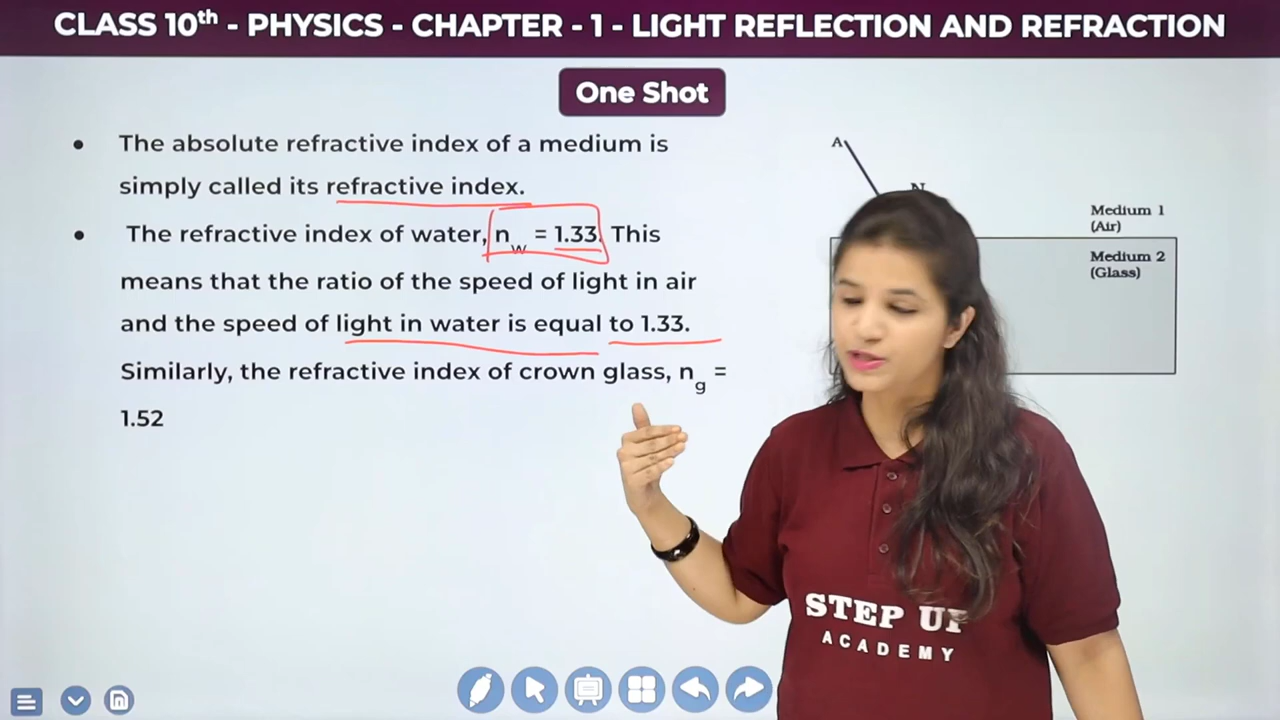 CLASS 10th - PHYSICS - CHAPTER - 1 - LIGHT REFLECTION AND REFRACTION
One Shot
• The absolute refractive index of a medium is
simply called its refractive index.
• The refractive index of water, nw = 1.33. This
means that the ratio of the speed of light in air
and the speed of light in water is equal to 1.33.
Similarly, the refractive index of crown glass, ng =
1.52
A
N
Medium 1
(Air)
Medium 2
(Glass)
STEP UP
ACADEMY